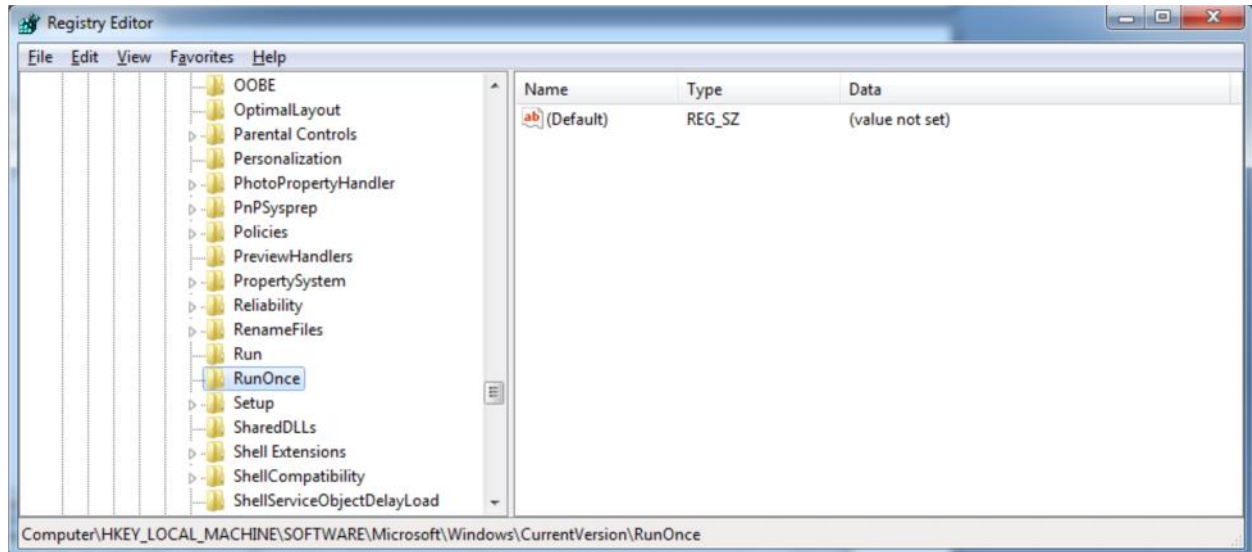 Registry Editor
File Edit View Favorites Help
OOBE
OptimalLayout
Parental Controls
Personalization
PhotoPropertyHandler
PnPSysprep
Policies
PreviewHandlers
PropertySystem
Reliability
RenameFiles
Run
RunOnce
Setup
SharedDLLs
Shell Extensions
ShellCompatibility
ShellServiceObjectDelayLoad
Name Type Data
ab (Default) REG_SZ (value not set)
Computer\HKEY_LOCAL_MACHINE\SOFTWARE\Microsoft\Windows\CurrentVersion\RunOnce